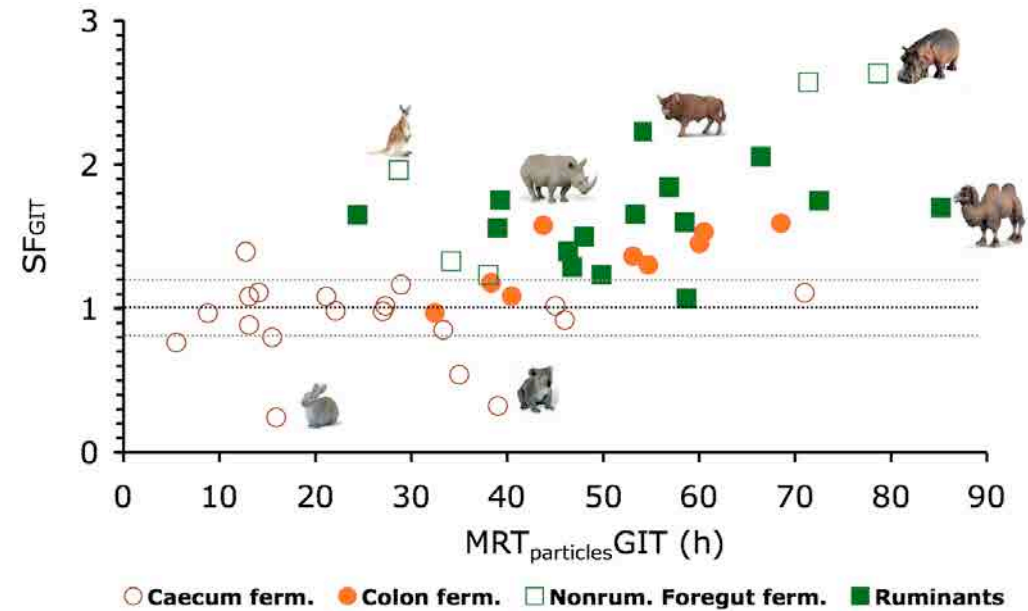 3
2
1
0
SFGIT
0 10 20 30 40 50 60 70 80 90
MRTparticlesGIT (h)
Caecum ferm. Colon ferm. Nonrum. Foregut ferm. Ruminants